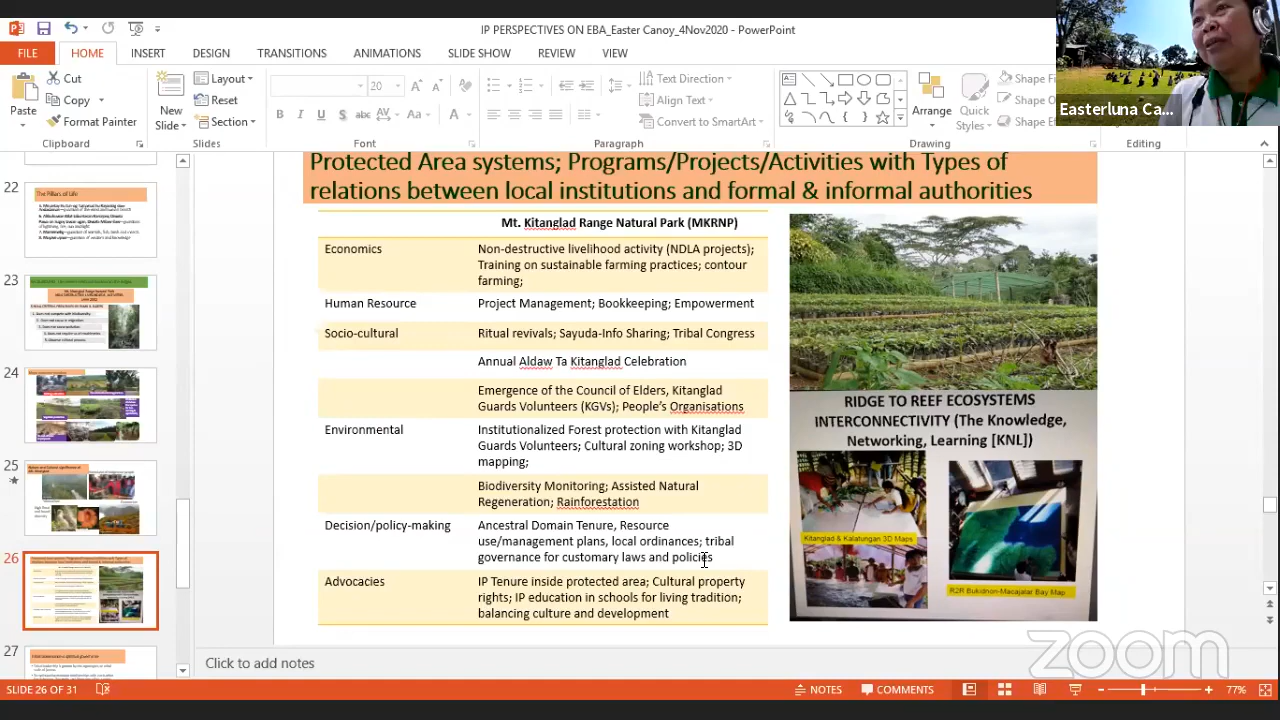 IP PERSPECTIVES ON EBA_Easter Canoy_4Nov2020 - PowerPoint
FILE HOME INSERT DESIGN TRANSITIONS ANIMATIONS SLIDE SHOW REVIEW VIEW
Paste
Cut
Copy
Format Painter
Clipboard
New
Slide
Layout
Reset
Section
Slides
20
Font
Text Direction
Align Text
Convert to SmartArt
Paragraph
Arrange
Quick
Styles
Shape
Shape
Shape
Drawing
Editing
Easterluna Ca...
22
The Pillars of Life
23
24
25
26
27
Protected Area systems; Programs/Projects/Activities with Types of
relations between local institutions and formal & informal authorities
Mt. Kitanglad Range Natural Park (MKRNP)
Economics
Non-destructive livelihood activity (NDLA projects);
Training on sustainable farming practices; contour
farming;
Human Resource
Project Management; Bookkeeping; Empowerment
Socio-cultural
Ritual revivals; Sayuda-Info Sharing; Tribal Congress
Annual Aldaw Ta Kitanglad Celebration
Emergence of the Council of Elders, Kitanglad
Guards Volunteers (KGVs); People's Organisations
Environmental
Institutionalized Forest protection with Kitanglad
Guards Volunteers; Cultural zoning workshop; 3D
mapping;
Biodiversity Monitoring; Assisted Natural
Regeneration; Rainforestation
Decision/policy-making
Ancestral Domain Tenure, Resource
use/management plans, local ordinances; tribal
governance for customary laws and policies
Advocacies
IP Tenure inside protected area; Cultural property
rights; IP education in schools for living tradition;
balancing culture and development
RIDGE TO REEF ECOSYSTEMS
INTERCONNECTIVITY (The Knowledge,
Networking, Learning [KNL])
Kitanglad & Kalatungan 3D Maps
R2R Bukidnon-Macajalar Bay Map
zoom
Click to add notes
SLIDE 26 OF 31
NOTES
COMMENTS
77%